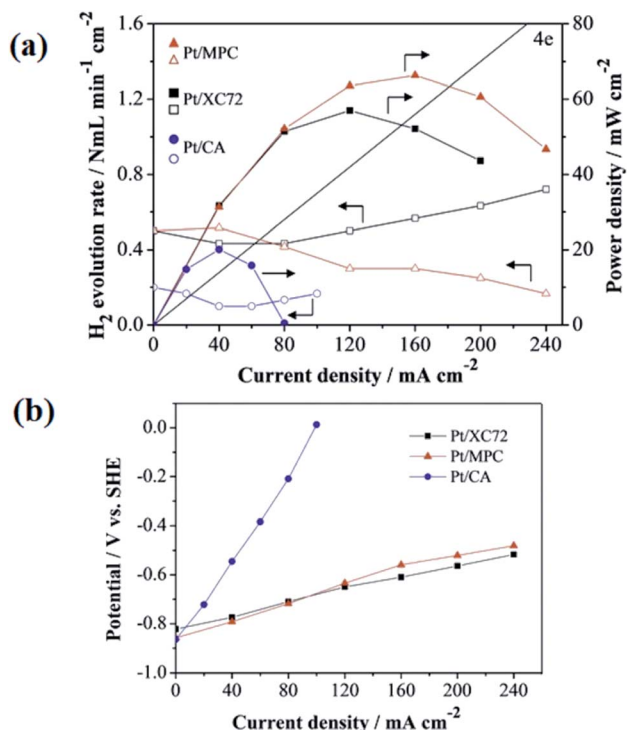 (a)
Pt/MPC
Pt/XC72
Pt/CA
4e
1.6
1.2
0.8
0.4
0.0
80
60
40
20
0
H₂ evolution rate / NmL min⁻¹ cm⁻²
Power density / mW cm⁻²
0 40 80 120 160 200 240
Current density / mA cm⁻²
(b)
0.0
-0.2
-0.4
-0.6
-0.8
-1.0
Potential / V vs. SHE
Pt/XC72
Pt/MPC
Pt/CA
0 40 80 120 160 200 240
Current density / mA cm⁻²